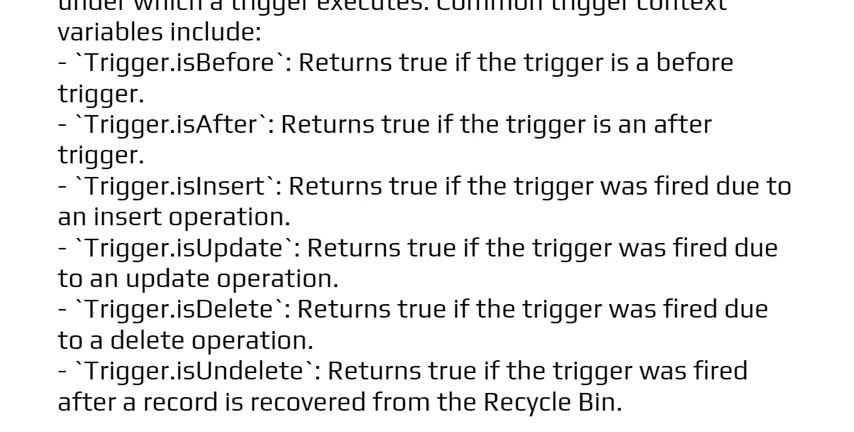 under which a trigger executes. Common trigger context
variables include:
- `Trigger.isBefore`: Returns true if the trigger is a before
trigger.
- `Trigger.isAfter`: Returns true if the trigger is an after
trigger.
- `Trigger.isInsert`: Returns true if the trigger was fired due to
an insert operation.
- `Trigger.isUpdate`: Returns true if the trigger was fired due
to an update operation.
- `Trigger.isDelete`: Returns true if the trigger was fired due
to a delete operation.
- `Trigger.isUndelete`: Returns true if the trigger was fired
after a record is recovered from the Recycle Bin.